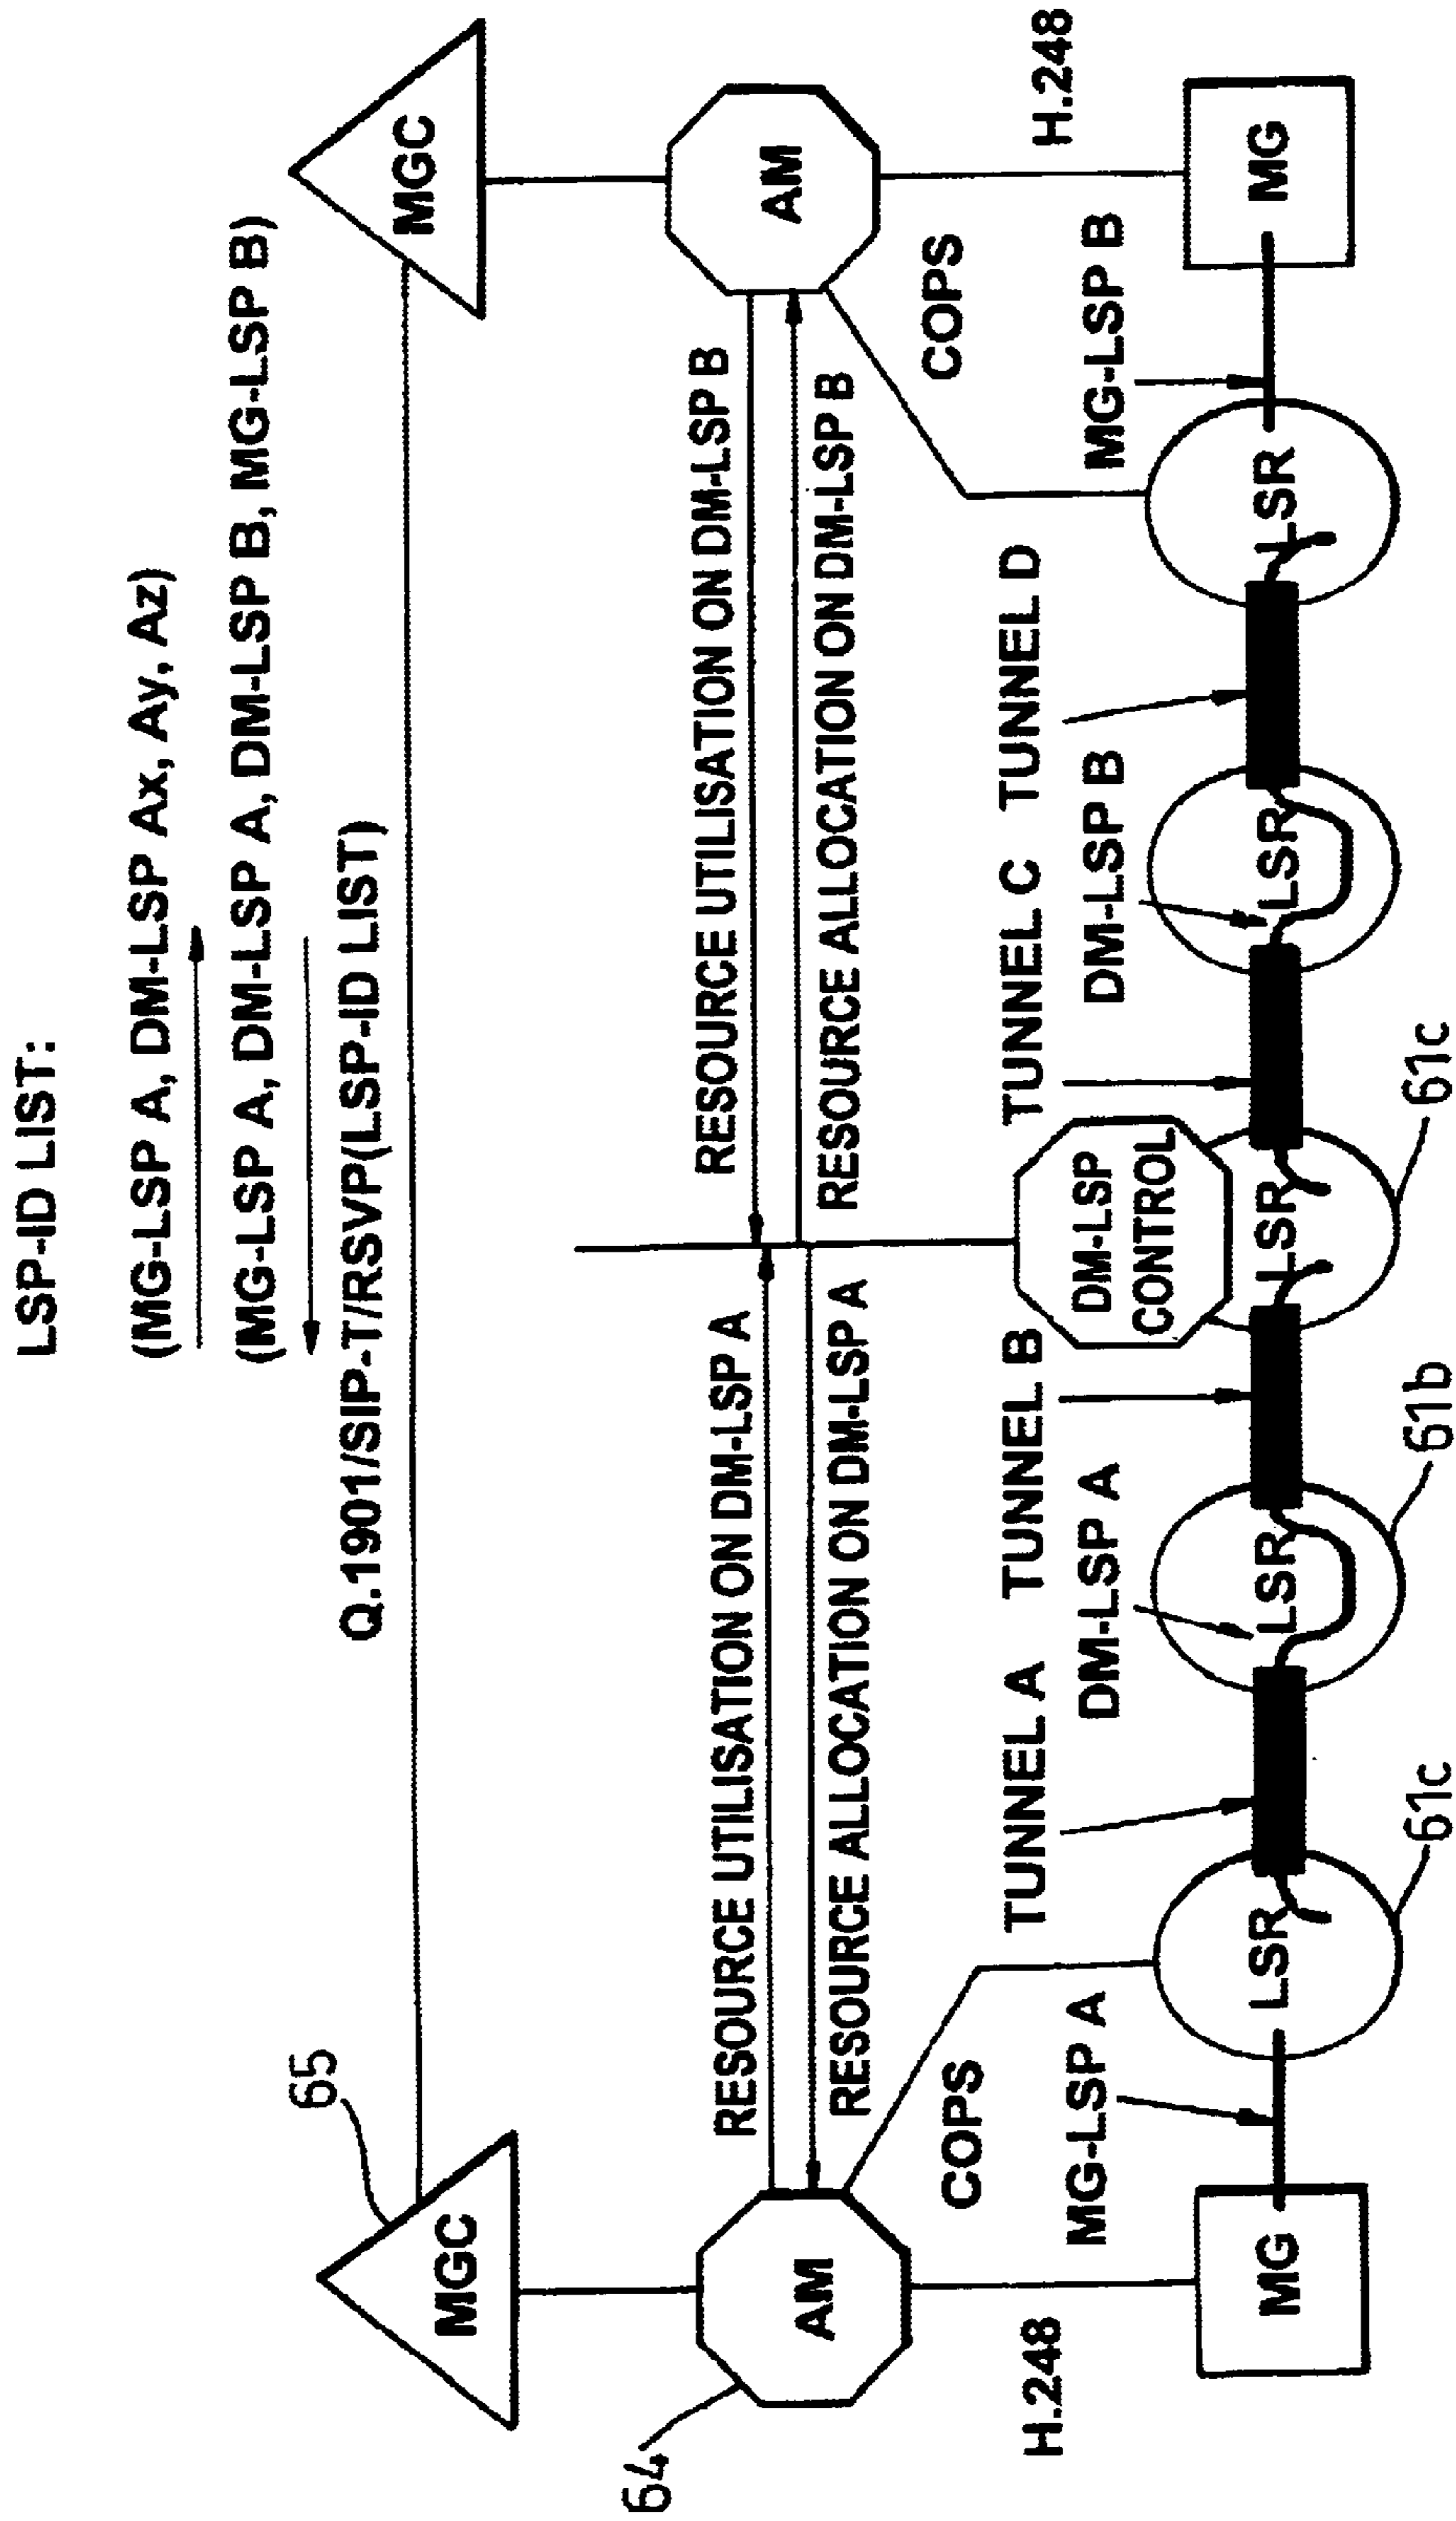 LSP-ID LIST:
(MG-LSP A, DM-LSP Ax, Ay, Az)
(MG-LSP A, DM-LSP A, DM-LSP B, MG-LSP B)
Q.1901/SIP-T/RSVP(LSP-ID LIST)
65
MGC
MGC
RESOURCE UTILISATION ON DM-LSP A
RESOURCE UTILISATION ON DM-LSP B
RESOURCE ALLOCATION ON DM-LSP A
RESOURCE ALLOCATION ON DM-LSP B
64
AM
AM
COPS
COPS
H.248
H.248
MG-LSP A
TUNNEL A
DM-LSP A
TUNNEL B
DM-LSP
CONTROL
TUNNEL C
DM-LSP B
TUNNEL D
MG-LSP B
MG
LSR
LSR
LSR
LSR
LSR
MG
61c
61b
61c